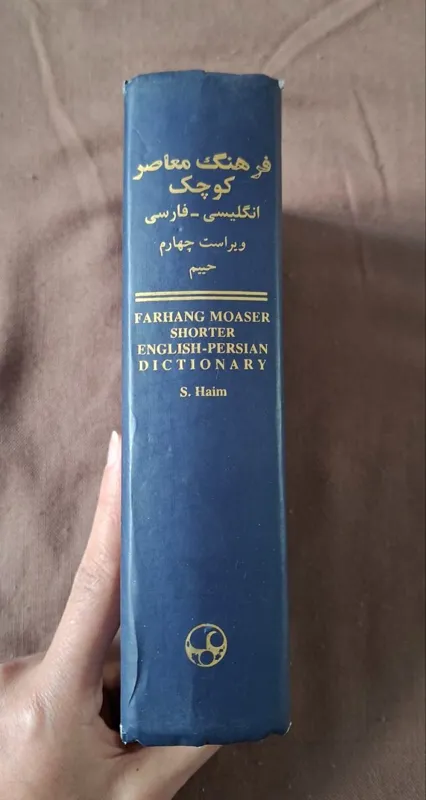 فرهنگ معاصر
کوچک
انگلیسی - فارسی
ویراست چهارم
حییم
FARHANG MOASER
SHORTER
ENGLISH-PERSIAN
DICTIONARY
S. Haim